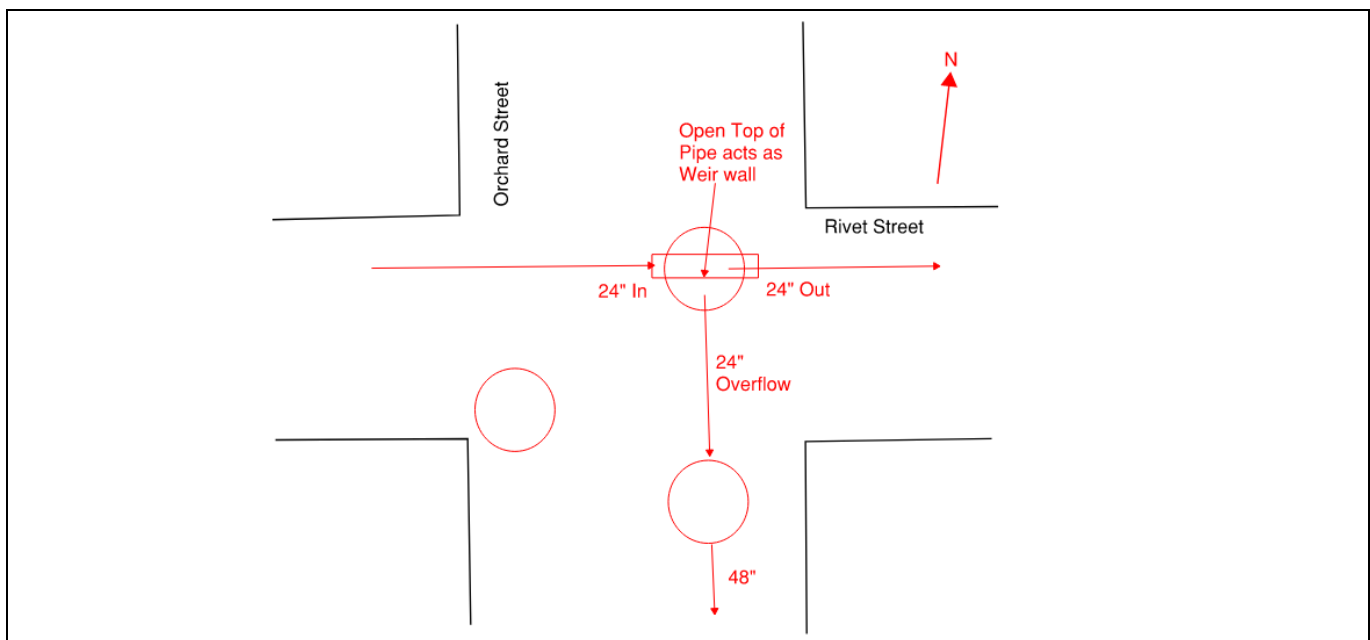 N
Orchard Street
Open Top of
Pipe acts as
Weir wall
Rivet Street
24" In
24" Out
24"
Overflow
48"